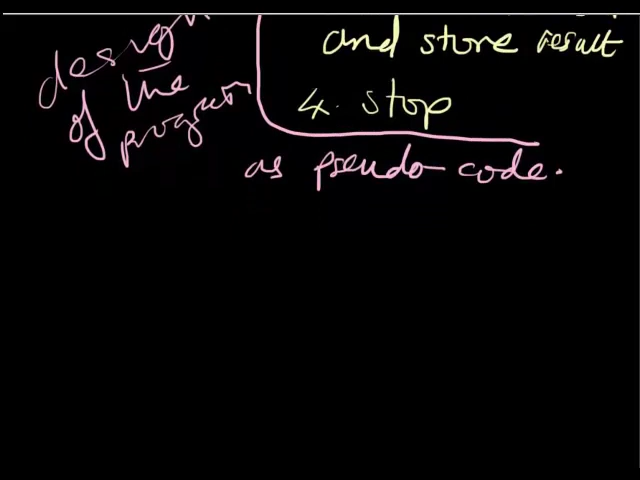 design
of the
program
and store result
4. stop
as pseudo-code.